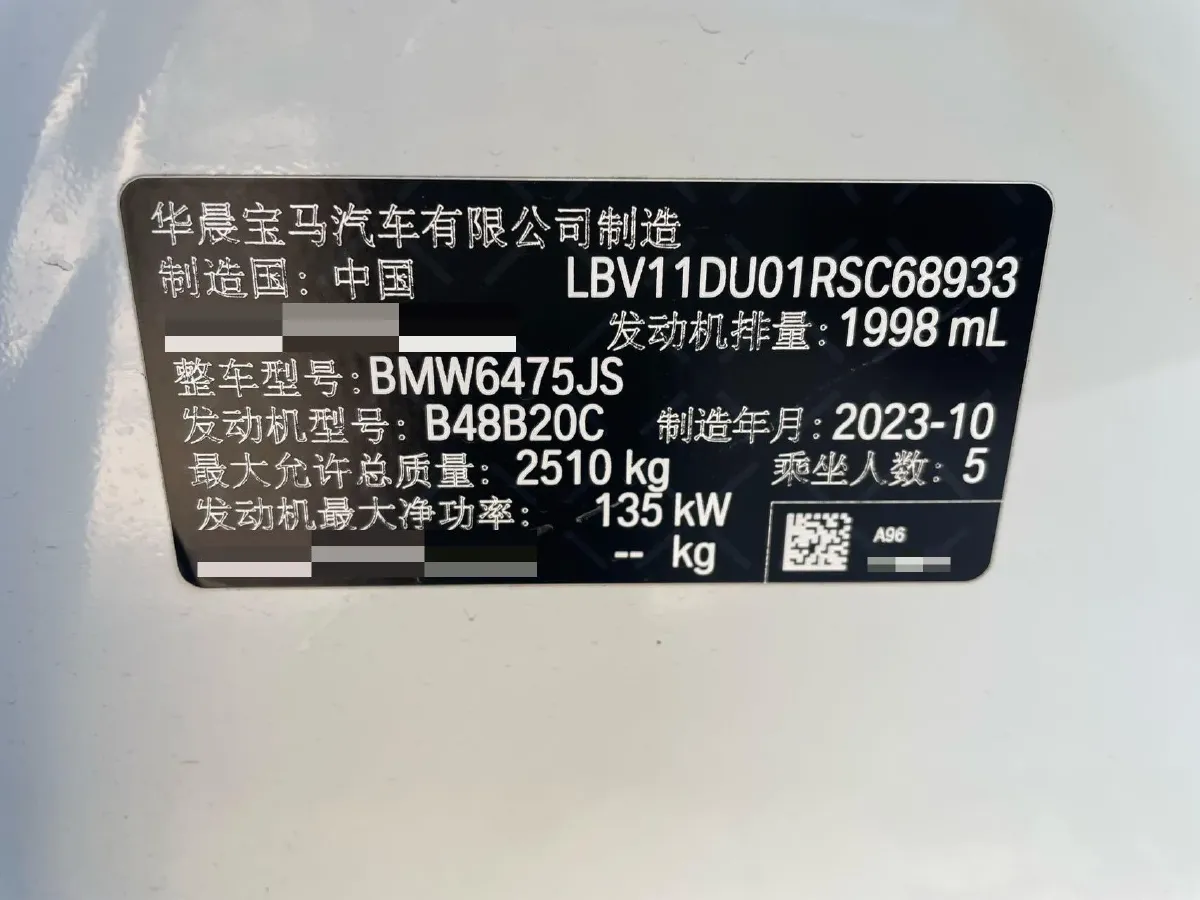 华晨宝马汽车有限公司制造
制造国：中国 LBV11DU01RSC68933
发动机排量：1998 mL
整车型号：BMW6475JS
发动机型号：B48B20C 制造年月：2023-10
最大允许总质量：2510 kg 乘坐人数：5
发动机最大净功率：135 kW
-- kg
A96